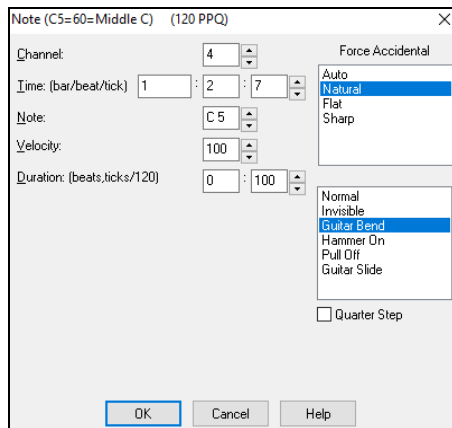 Note (C5=60=Middle C) (120 PPQ)
Channel: 4
Time: (bar/beat/tick) 1 : 2 : 7
Note: C 5
Velocity: 100
Duration: (beats,ticks/120) 0 : 100
Force Accidental
Auto
Natural
Flat
Sharp
Normal
Invisible
Guitar Bend
Hammer On
Pull Off
Guitar Slide
Quarter Step
OK Cancel Help